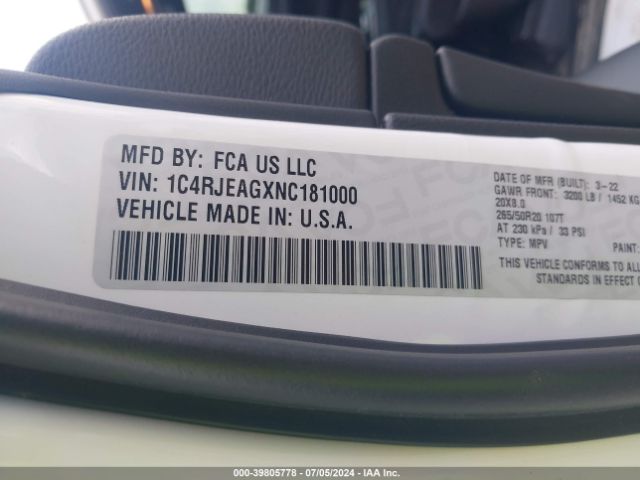 MFD BY: FCA US LLC
VIN: 1C4RJEAGXNC181000
VEHICLE MADE IN: U.S.A.
DATE OF MFR (BUILT): 3-22
GAWR FRONT: 3200 LB / 1452 KG
20X8.0
265/50R20 107T
AT 230 kPa / 33 PSI
TYPE: MPV PAINT:
THIS VEHICLE CONFORMS TO ALL
STANDARDS IN EFFECT
©39805778 - 07/05/2024 - IAA Inc.